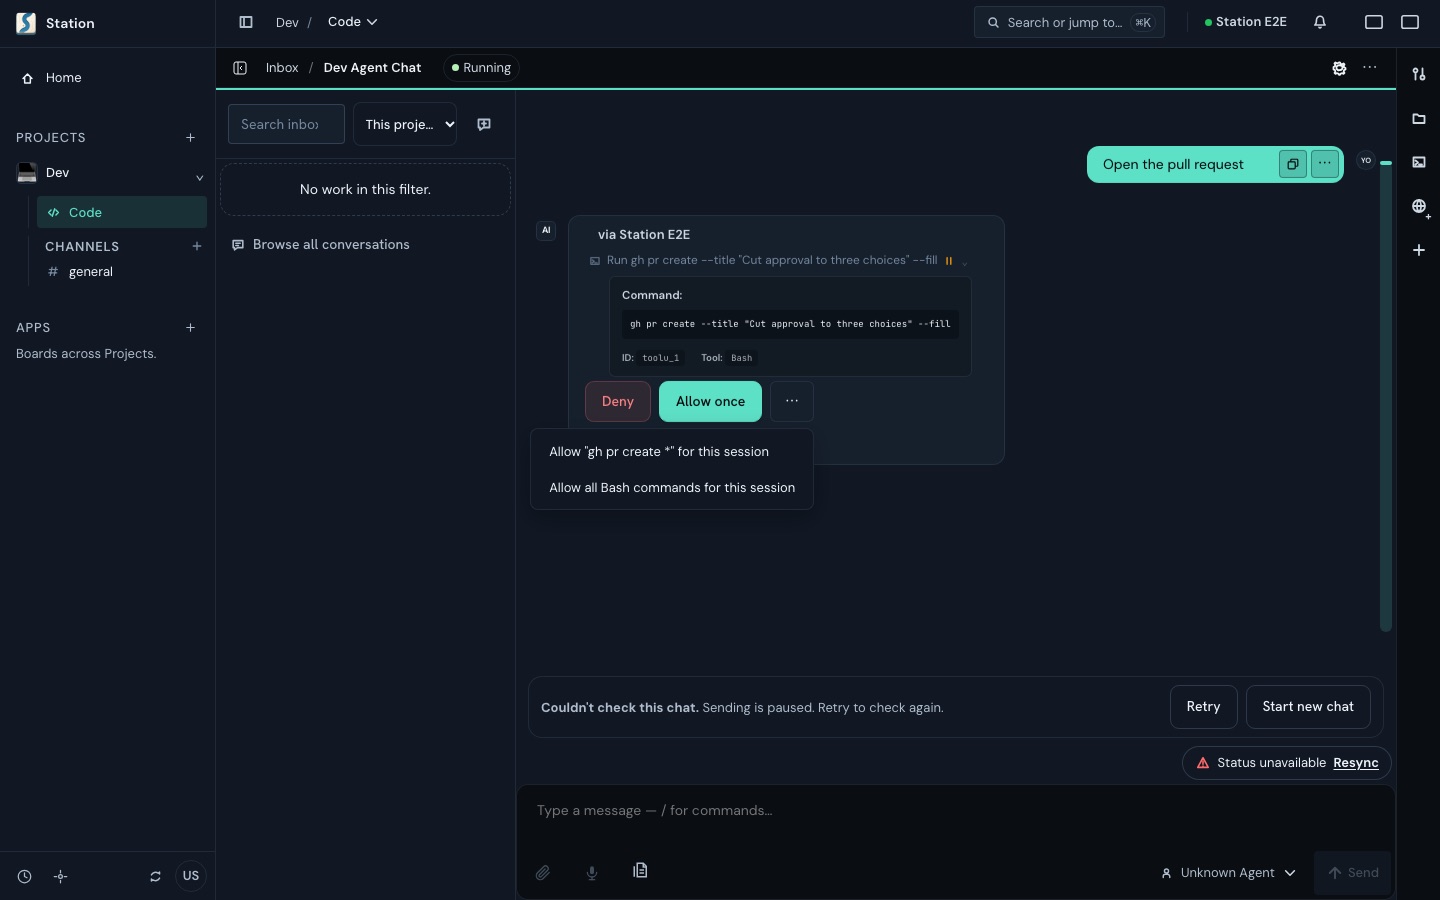 Station
Dev / Code
Search or jump to... ⌘K
Station E2E
Home
Inbox / Dev Agent Chat
Running
PROJECTS
Dev
Code
CHANNELS
# general
APPS
Boards across Projects.
This proje...
No work in this filter.
Browse all conversations
Open the pull request
YO
AI
via Station E2E
Run gh pr create --title "Cut approval to three choices" --fill
Command:
gh pr create --title "Cut approval to three choices" --fill
ID: toolu_1 Tool: Bash
Deny
Allow once
...
Allow "gh pr create *" for this session
Allow all Bash commands for this session
Couldn't check this chat. Sending is paused. Retry to check again.
Retry
Start new chat
Status unavailable Resync
Type a message — / for commands...
Unknown Agent
Send
US